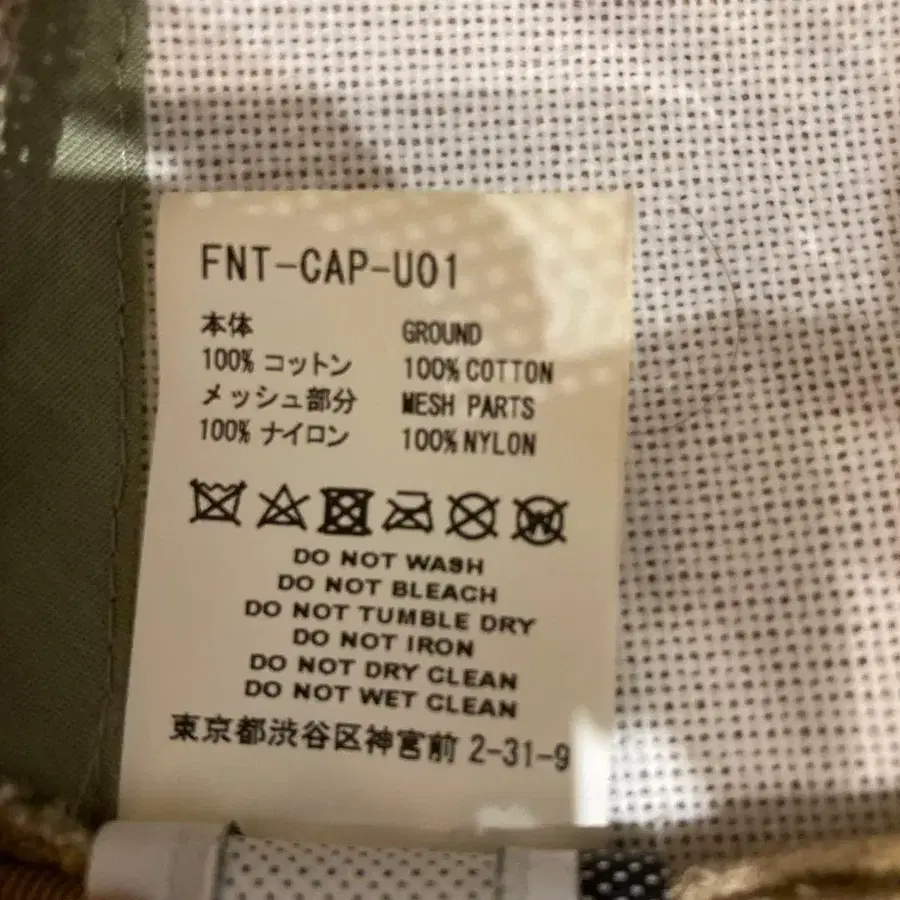 FNT-CAP-U01
本体
100% コットン
メッシュ部分
100% ナイロン
GROUND
100% COTTON
MESH PARTS
100% NYLON
W
DO NOT WASH
DO NOT BLEACH
DO NOT TUMBLE DRY
DO NOT IRON
DO NOT DRY CLEAN
DO NOT WET CLEAN
東京都渋谷区神宮前 2-31-9